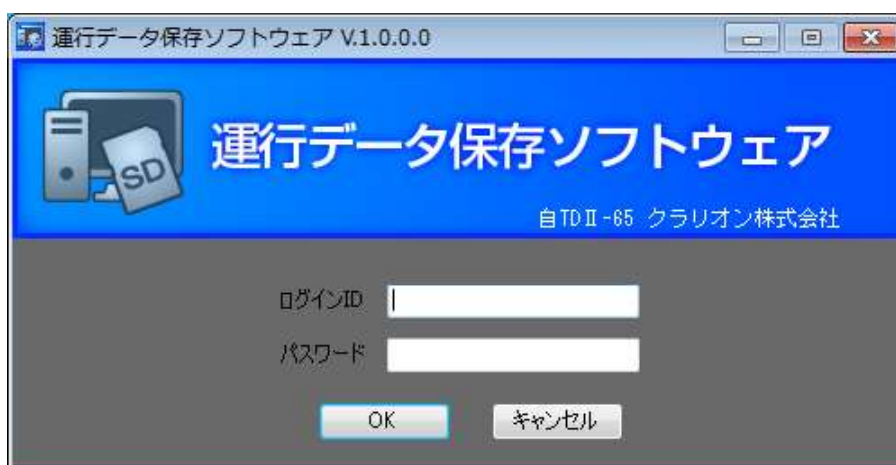 運行データ保存ソフトウェア V.1.0.0.0
SD
運行データ保存ソフトウェア
自TDⅡ-65 クラリオン株式会社
ログインID
パスワード
OK キャンセル